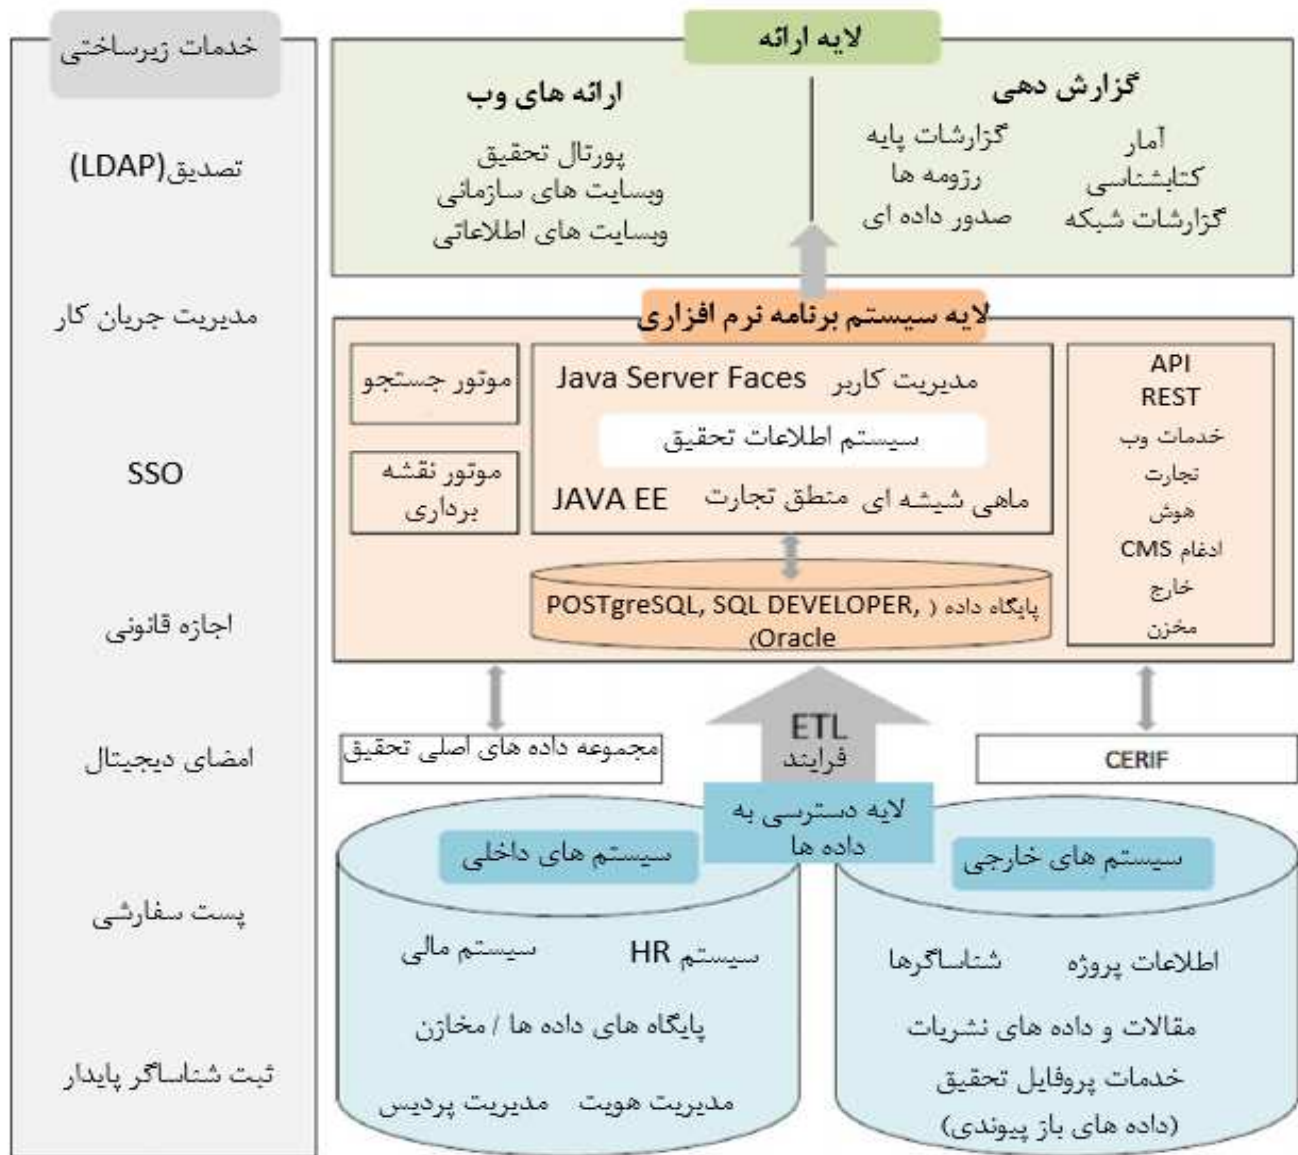 خدمات زیرساختی
تصدیق(LDAP)
مدیریت جریان کار
SSO
اجازه قانونی
امضای دیجیتال
پست سفارشی
ثبت شناساگر پایدار
لایه ارائه
گزارش دهی
آمار
کتابشناسی
گزارشات شبکه
گزارشات پایه
رزومه ها
صدور داده ای
ارائه های وب
پورتال تحقیق
وبسایت های سازمانی
وبسایت های اطلاعاتی
لایه سیستم برنامه نرم افزاری
API
REST
خدمات وب
تجارت
هوش
ادغام CMS
خارج
مخزن
مدیریت کاربر Java Server Faces
سیستم اطلاعات تحقیق
ماهی شیشه ای منطق تجارت JAVA EE
موتور جستجو
موتور نقشه
برداری
پایگاه داده ( POSTgreSQL, SQL DEVELOPER,
Oracle)
ETL
فرایند
CERIF
مجموعه داده های اصلی تحقیق
لایه دسترسی به
داده ها
سیستم های خارجی
اطلاعات پروژه شناساگرها
مقالات و داده های نشریات
خدمات پروفایل تحقیق
(داده های باز پیوندی)
سیستم های داخلی
سیستم HR سیستم مالی
پایگاه های داده ها / مخازن
مدیریت هویت مدیریت پردیس